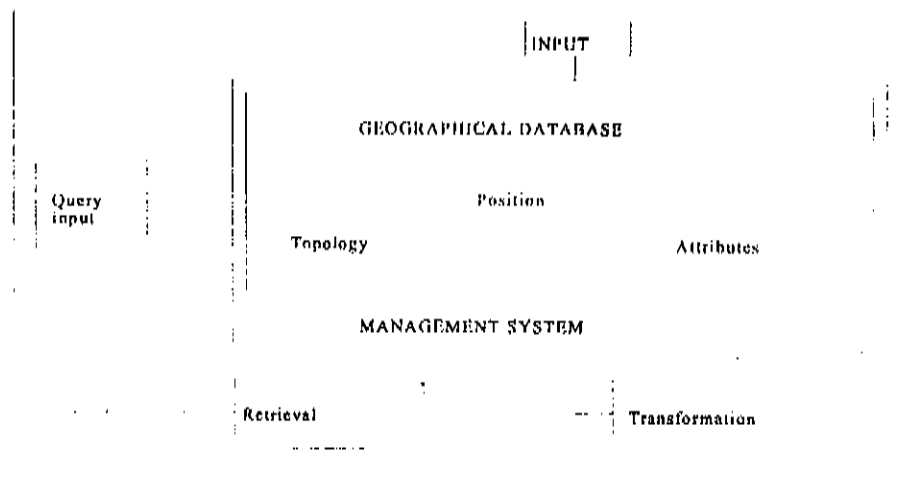 INPUT
GEOGRAPHICAL DATABASE
Query
input
Position
Topology
Attributes
MANAGEMENT SYSTEM
Retrieval
Transformation